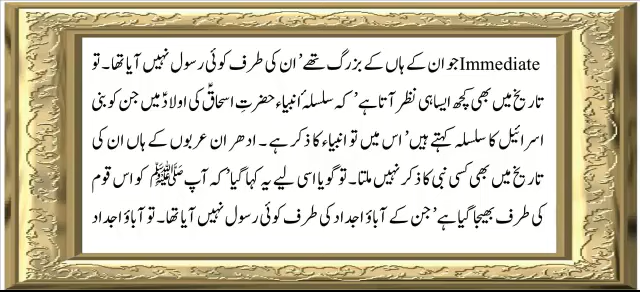 Immediate جو ان کے ہاں کے بزرگ تھے' ان کی طرف کوئی رسول نہیں آیا تھا۔ تو
تاریخ میں بھی کچھ ایسا ہی نظر آتا ہے' کہ سلسلہٴ انبیاء حضرتِ اسحاقؑ کی اولاد میں جن کو بنی
اسرائیل کا سلسلہ کہتے ہیں' اس میں تو انبیاء کا ذکر ہے۔ ادھر ان عربوں کے ہاں ان کی
تاریخ میں بھی کسی نبی کا ذکر نہیں ملتا۔ تو گویا اسی لیے یہ کہا گیا' کہ آپ ﷺ کو اس قوم
کی طرف بھیجا گیا ہے' جن کے آباؤ اجداد کی طرف کوئی رسول نہیں آیا تھا۔ تو آباؤ اجداد